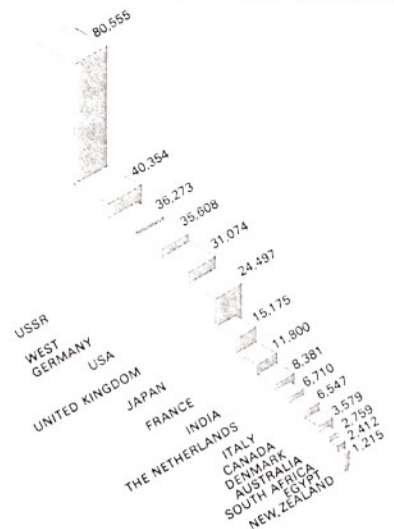 80,555
40,354
36,273
35,608
31,074
24,497
15,175
11,800
8,381
6,710
6,547
3,579
2,759
2,412
1,215
USSR
WEST
GERMANY
USA
UNITED KINGDOM
JAPAN
FRANCE
INDIA
THE NETHERLANDS
ITALY
CANADA
DENMARK
AUSTRALIA
SOUTH AFRICA
EGYPT
NEW ZEALAND